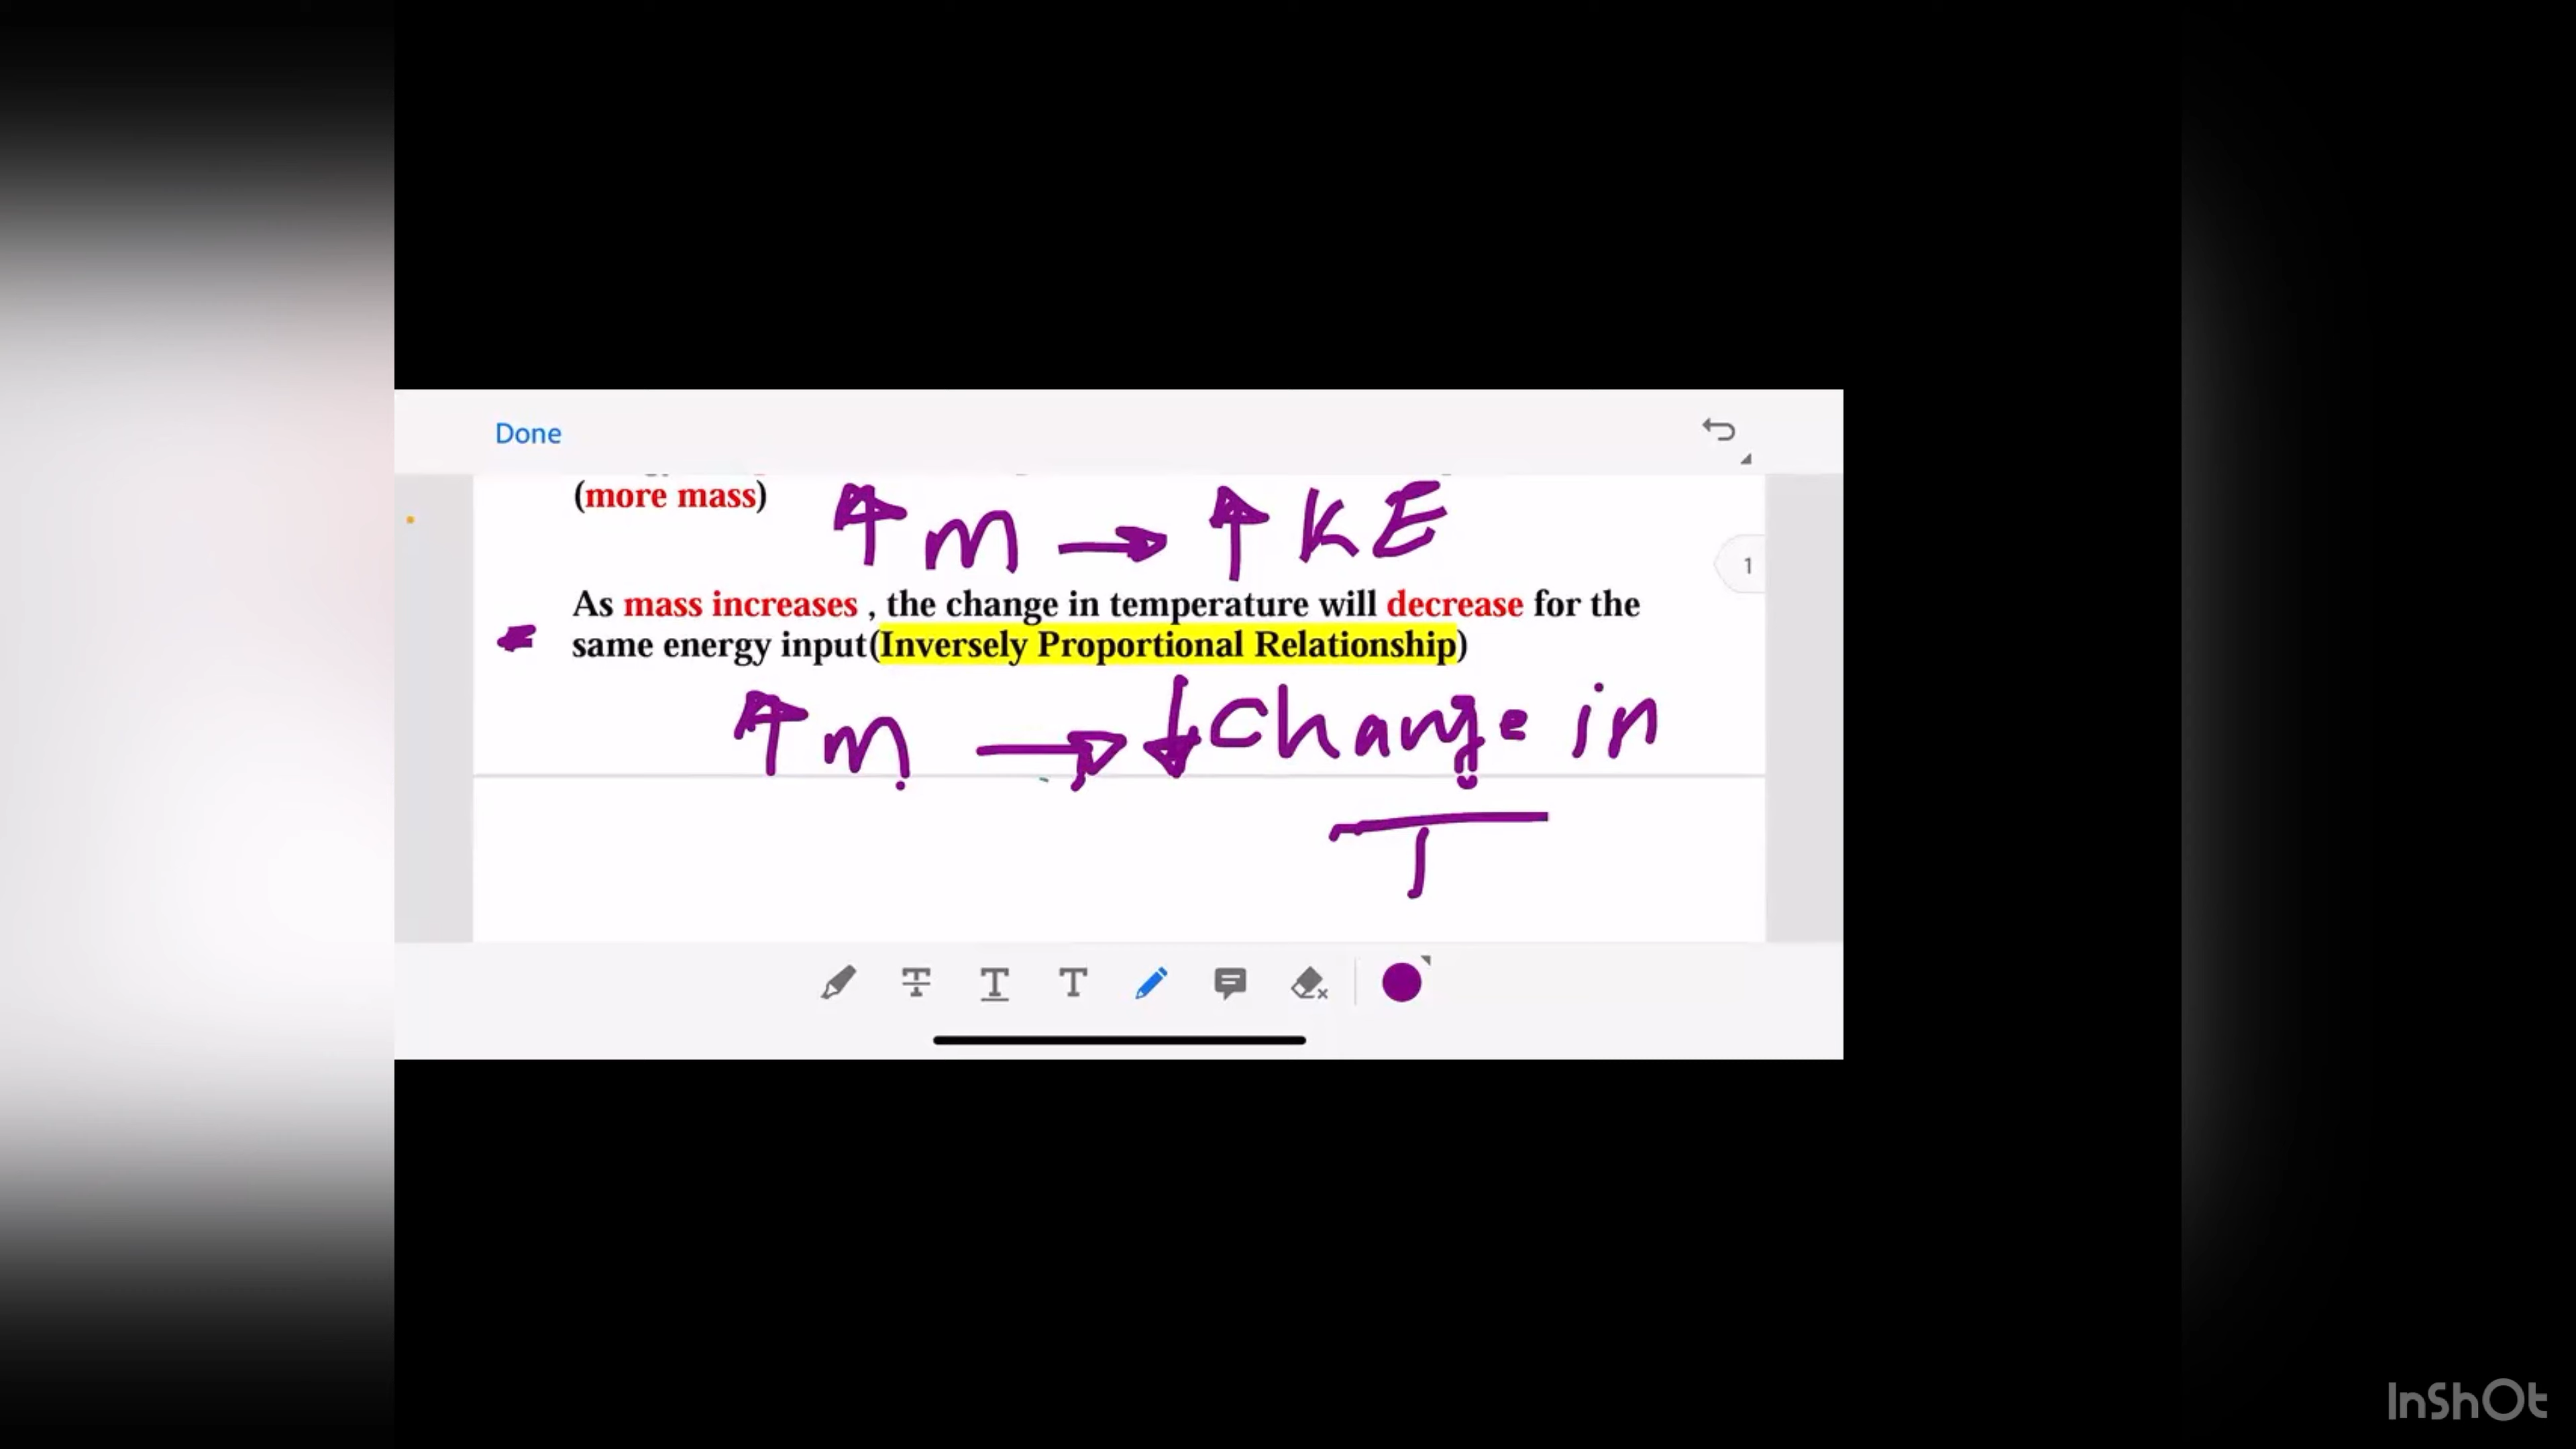 Done
(more mass)
↑ m → ↑ KE
1
As mass increases , the change in temperature will decrease for the
same energy input(Inversely Proportional Relationship)
↑ m → ↓ Change in
T
InShOt